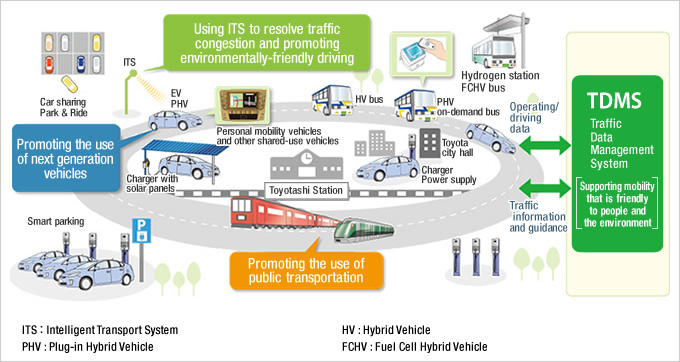 Using ITS to resolve traffic
congestion and promoting
environmentally-friendly driving
ITS
Car sharing
Park & Ride
EV
PHV
Personal mobility vehicles
and other shared-use vehicles
HV bus
PHV
on-demand bus
Hydrogen station
FCHV bus
Operating/
driving
data
TDMS
Traffic
Data
Management
System
Supporting mobility
that is friendly
to people and
the environment
Promoting the use
of next generation
vehicles
Charger with
solar panels
Toyotashi Station
Toyota
city hall
Charger
Power supply
Traffic
information
and guidance
Smart parking
P
Promoting the use of
public transportation
ITS : Intelligent Transport System
PHV : Plug-in Hybrid Vehicle
HV : Hybrid Vehicle
FCHV : Fuel Cell Hybrid Vehicle